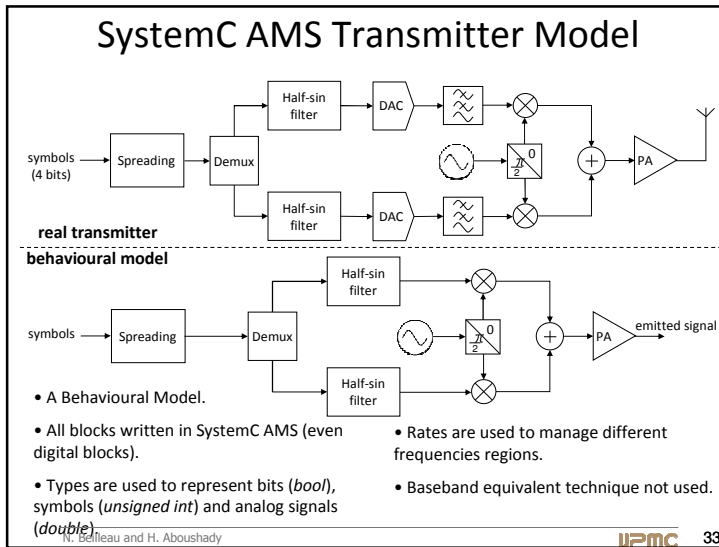 SystemC AMS Transmitter Model
Half-sin
filter
DAC
symbols
(4 bits)
Spreading
Demux
0
π
2
+
PA
Half-sin
filter
DAC
real transmitter
behavioural model
Half-sin
filter
symbols
Spreading
Demux
0
π
2
+
PA
emitted signal
Half-sin
filter
• A Behavioural Model.
• All blocks written in SystemC AMS (even
digital blocks).
• Types are used to represent bits (bool),
symbols (unsigned int) and analog signals
(double).
• Rates are used to manage different
frequencies regions.
• Baseband equivalent technique not used.
N. Beilleau and H. Aboushady
UPMC
33